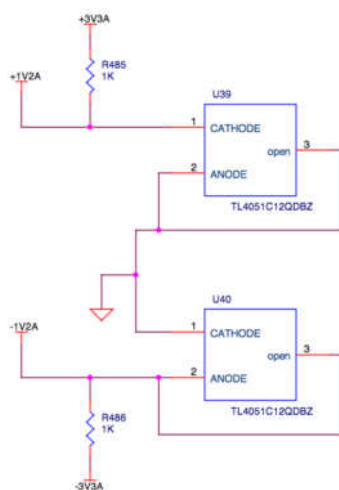 +3V3A
R485
1K
+1V2A
U39
1
CATHODE
open
3
2
ANODE
TL4051C12QDBZ
U40
1
CATHODE
-1V2A
open
3
2
ANODE
TL4051C12QDBZ
R486
1K
-3V3A